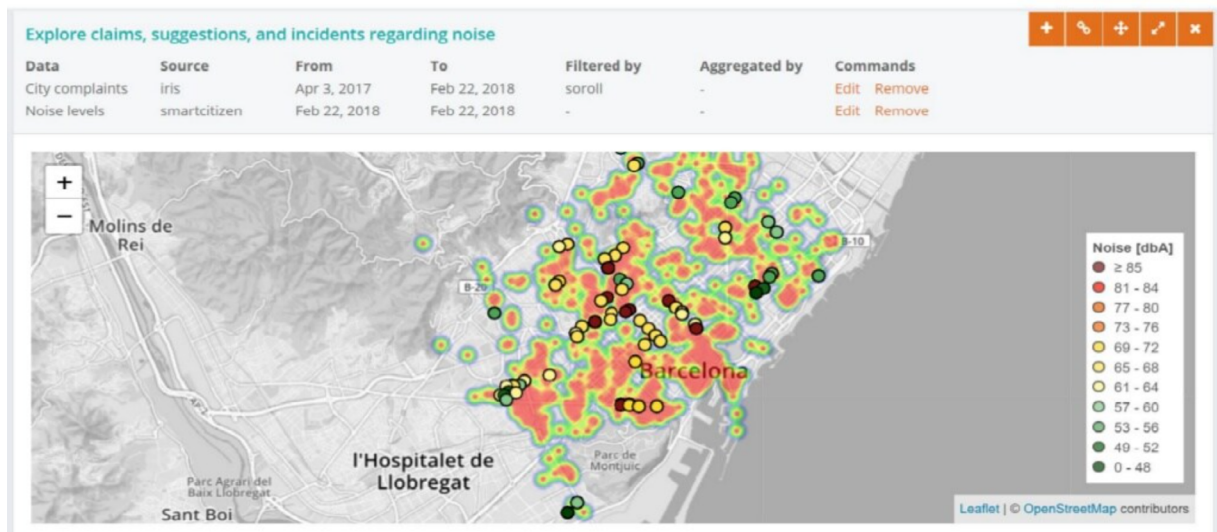 Explore claims, suggestions, and incidents regarding noise
Data Source From To Filtered by Aggregated by Commands
City complaints iris Apr 3, 2017 Feb 22, 2018 soroll - Edit Remove
Noise levels smartcitizen Feb 22, 2018 Feb 22, 2018 - - Edit Remove
+
−
Molins de
Rei
B-20
B-10
AP-2
Barcelona
l'Hospitalet de
Llobregat
Parc de
Montjuïc
Parc Agrari del
Baix Llobregat
Sant Boi
Noise [dbA]
≥ 85
81 - 84
77 - 80
73 - 76
69 - 72
65 - 68
61 - 64
57 - 60
53 - 56
49 - 52
0 - 48
Leaflet | © OpenStreetMap contributors